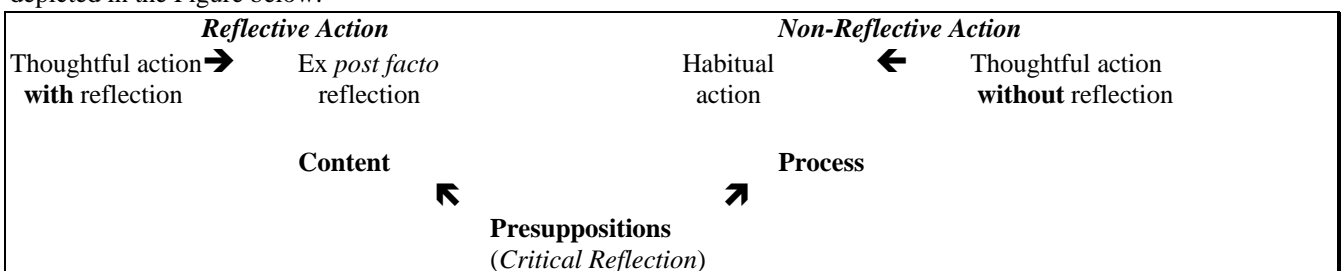 depicted in the Figure below.
Reflective Action Non-Reflective Action
Thoughtful action ➔ Ex post facto Habitual ← Thoughtful action
with reflection reflection action without reflection
Content Process
↖ ↗
Presuppositions
(Critical Reflection)